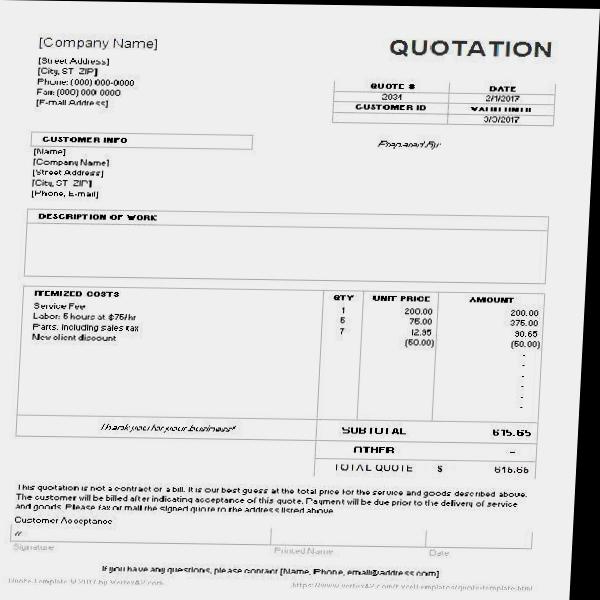 [Company Name]
QUOTATION
[Street Address]
[City, ST ZIP]
Phone: (000) 000-0000
Fax: (000) 000 0000
[E-mail Address]
QUOTE # DATE
2034 2/1/2017
CUSTOMER ID VALID UNTIL
3/3/2017
CUSTOMER INFO
Prepared By:
[Name]
[Company Name]
[Street Address]
[City, ST ZIP]
[Phone, E-mail]
DESCRIPTION OF WORK
ITEMIZED COSTS QTY UNIT PRICE AMOUNT
Service Fee 1 200.00 200.00
Labor: 5 hours at $75/hr 5 75.00 375.00
Parts, including sales tax 7 12.95 90.65
New client discount (50.00) (50.00)
-
-
-
-
-
-
Thank you for your business! SUBTOTAL 615.65
OTHER -
TOTAL QUOTE $ 615.65
This quotation is not a contract or a bill. It is our best guess at the total price for the service and goods described above.
The customer will be billed after indicating acceptance of this quote. Payment will be due prior to the delivery of service
and goods. Please fax or mail the signed quote to the address listed above.
Customer Acceptance
Signature Printed Name Date
If you have any questions, please contact [Name, Phone, email@address.com]
Quote Template © 2017 by Vertex42.com https://www.vertex42.com/ExcelTemplates/quote-template.html